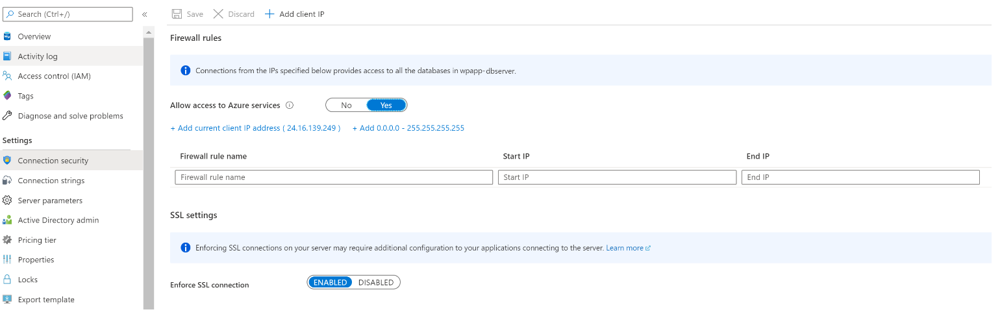 Search (Ctrl+/)
«
Overview
Activity log
Access control (IAM)
Tags
Diagnose and solve problems
Settings
Connection security
Connection strings
Server parameters
Active Directory admin
Pricing tier
Properties
Locks
Export template
Save Discard + Add client IP
Firewall rules
Connections from the IPs specified below provides access to all the databases in wpapp-dbserver.
Allow access to Azure services No Yes
+ Add current client IP address ( 24.16.139.249 ) + Add 0.0.0.0 - 255.255.255.255
Firewall rule name Start IP End IP
Firewall rule name Start IP End IP
SSL settings
Enforcing SSL connections on your server may require additional configuration to your applications connecting to the server. Learn more
Enforce SSL connection ENABLED DISABLED